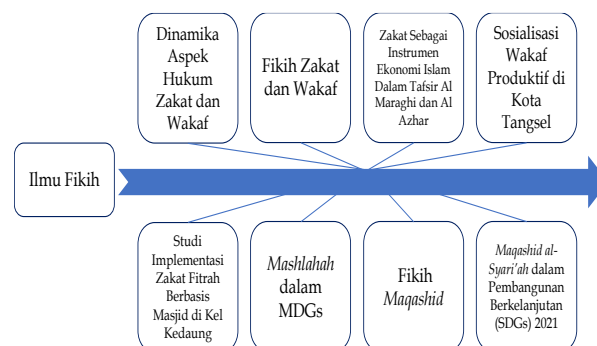 Dinamika
Aspek
Hukum
Zakat dan
Wakaf
Fikih Zakat
dan Wakaf
Zakat Sebagai
Instrumen
Ekonomi Islam
Dalam Tafsir Al
Maraghi dan Al
Azhar
Sosialisasi
Wakaf
Produktif di
Kota
Tangsel
Ilmu Fikih
Studi
Implementasi
Zakat Fitrah
Berbasis
Masjid di Kel
Kedaung
Mashlahah
dalam
MDGs
Fikih
Maqashid
Maqashid al-
Syari'ah dalam
Pembangunan
Berkelanjutan
(SDGs) 2021